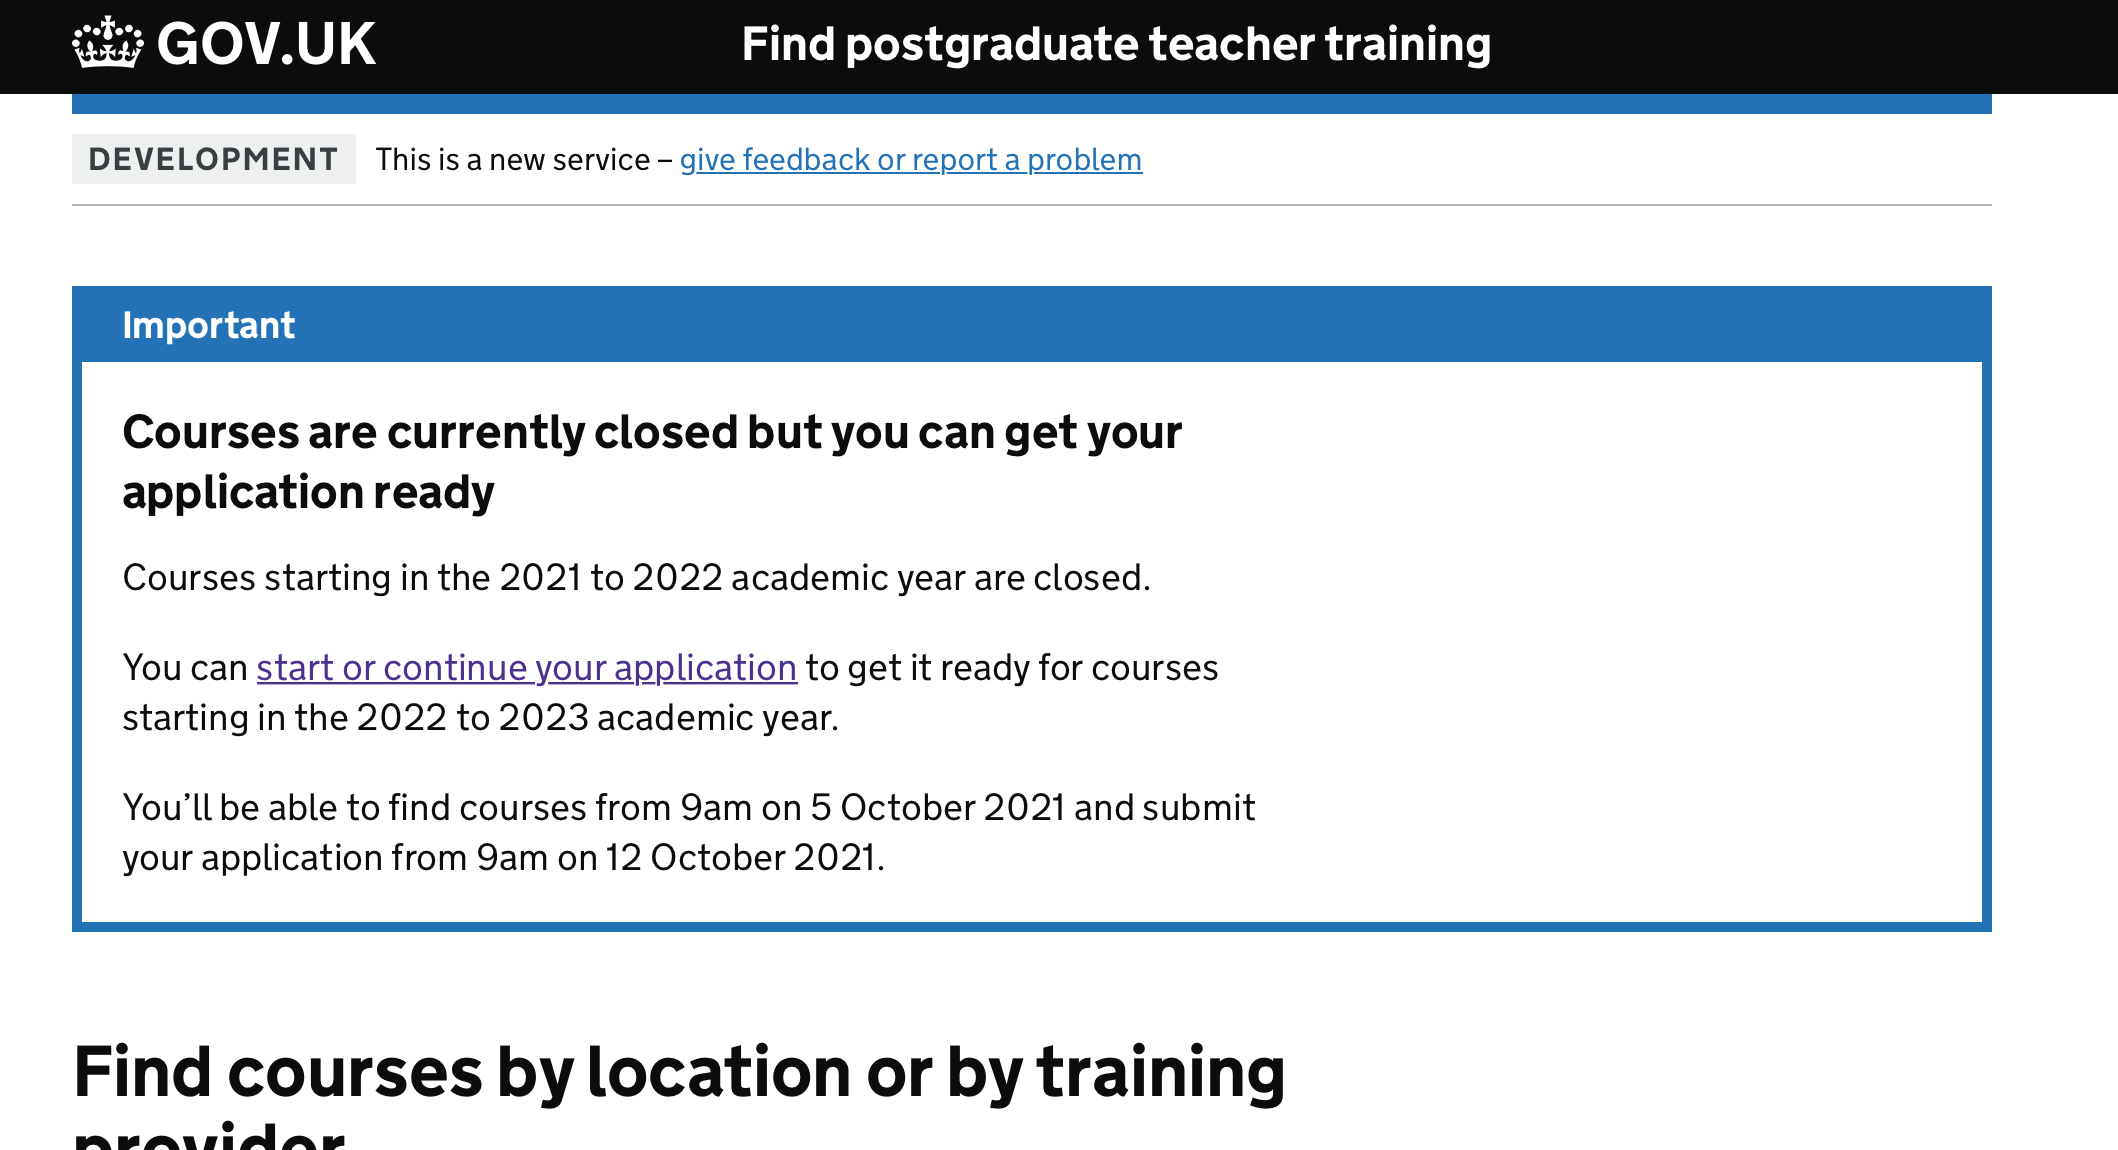 GOV.UK
Find postgraduate teacher training
DEVELOPMENT
This is a new service – give feedback or report a problem
Important
Courses are currently closed but you can get your
application ready
Courses starting in the 2021 to 2022 academic year are closed.
You can start or continue your application to get it ready for courses
starting in the 2022 to 2023 academic year.
You’ll be able to find courses from 9am on 5 October 2021 and submit
your application from 9am on 12 October 2021.
Find courses by location or by training
provider